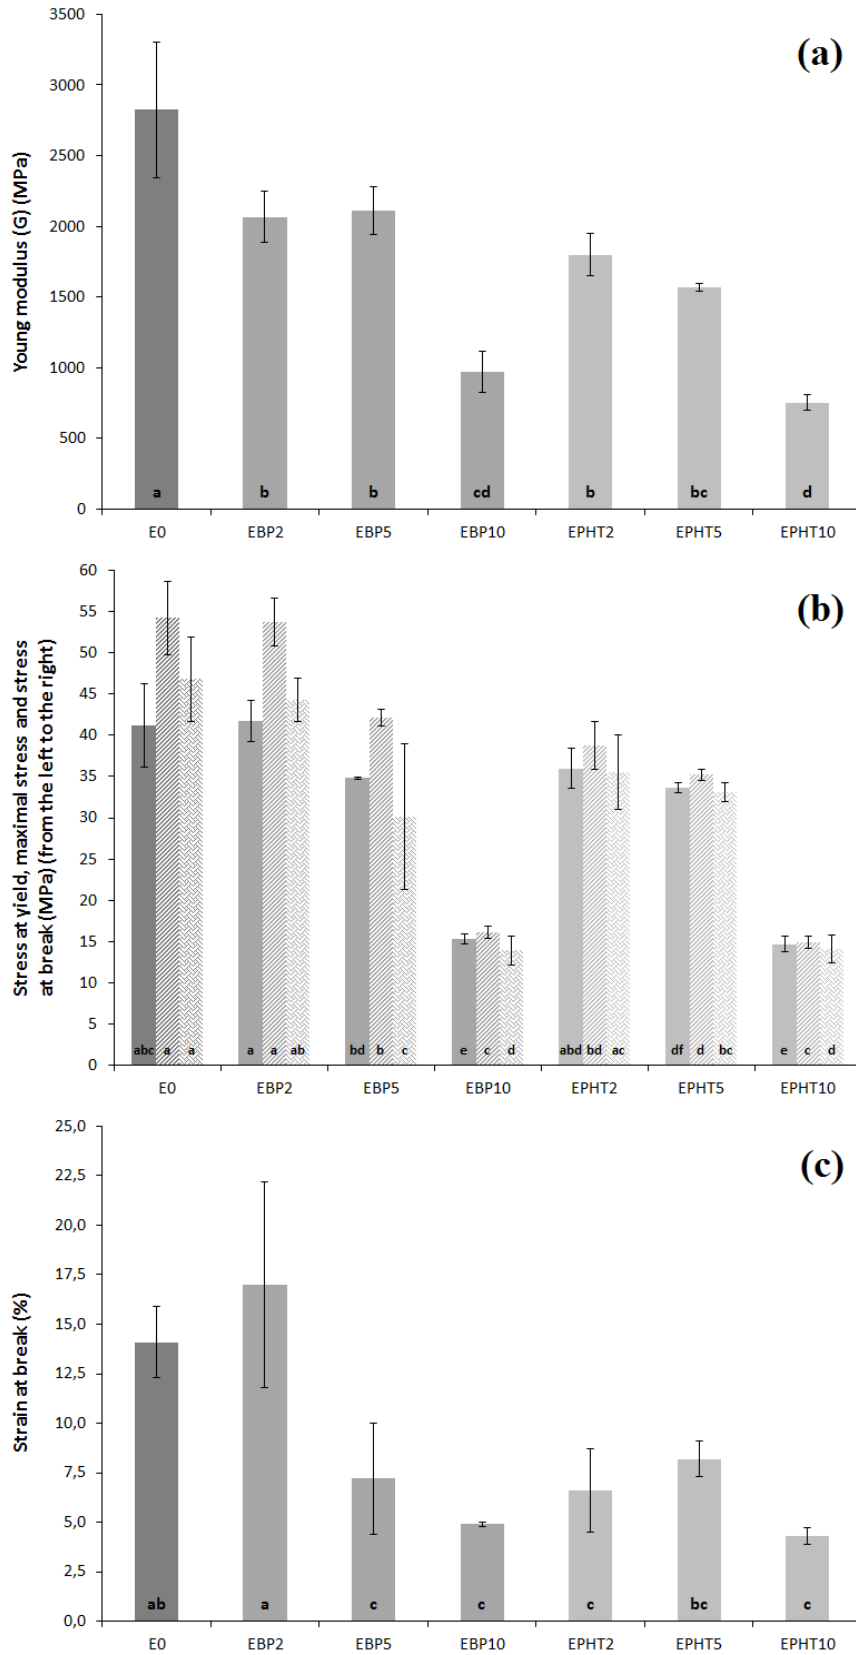 (a)
Young modulus (G) (MPa)
3500
3000
2500
2000
1500
1000
500
0
a b b cd b bc d
E0 EBP2 EBP5 EBP10 EPHT2 EPHT5 EPHT10
(b)
Stress at yield, maximal stress and stress
at break (MPa) (from the left to the right)
60
55
50
45
40
35
30
25
20
15
10
5
0
abc a a a a ab bd b c e c d abd bd ac df d bc e c d
E0 EBP2 EBP5 EBP10 EPHT2 EPHT5 EPHT10
(c)
Strain at break (%)
25,0
22,5
20,0
17,5
15,0
12,5
10,0
7,5
5,0
2,5
0,0
ab a c c c bc c
E0 EBP2 EBP5 EBP10 EPHT2 EPHT5 EPHT10